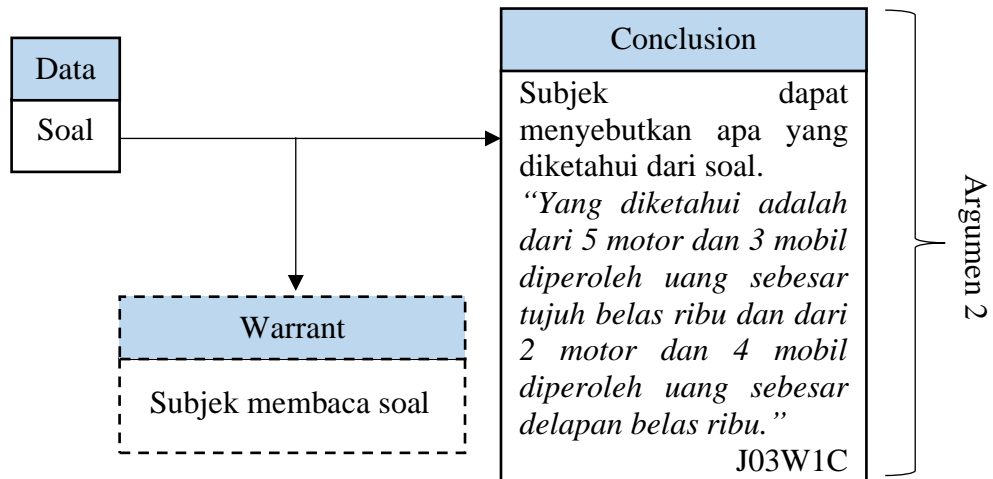 Data
Soal
Conclusion
Subjek dapat
menyebutkan apa yang
diketahui dari soal.
“Yang diketahui adalah
dari 5 motor dan 3 mobil
diperoleh uang sebesar
tujuh belas ribu dan dari
2 motor dan 4 mobil
diperoleh uang sebesar
delapan belas ribu.”
J03W1C
Warrant
Subjek membaca soal
Argumen 2